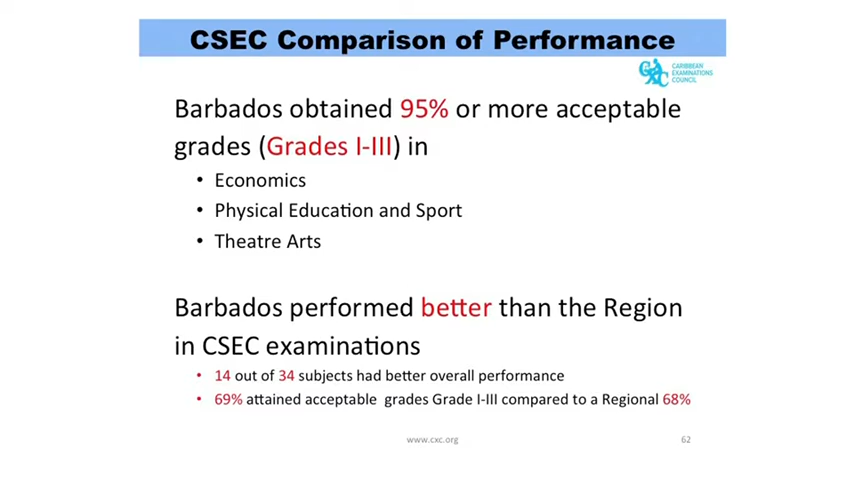 CSEC Comparison of Performance
CXC
CARIBBEAN
EXAMINATIONS
COUNCIL
Barbados obtained 95% or more acceptable
grades (Grades I-III) in
• Economics
• Physical Education and Sport
• Theatre Arts
Barbados performed better than the Region
in CSEC examinations
• 14 out of 34 subjects had better overall performance
• 69% attained acceptable grades Grade I-III compared to a Regional 68%
www.cxc.org
62